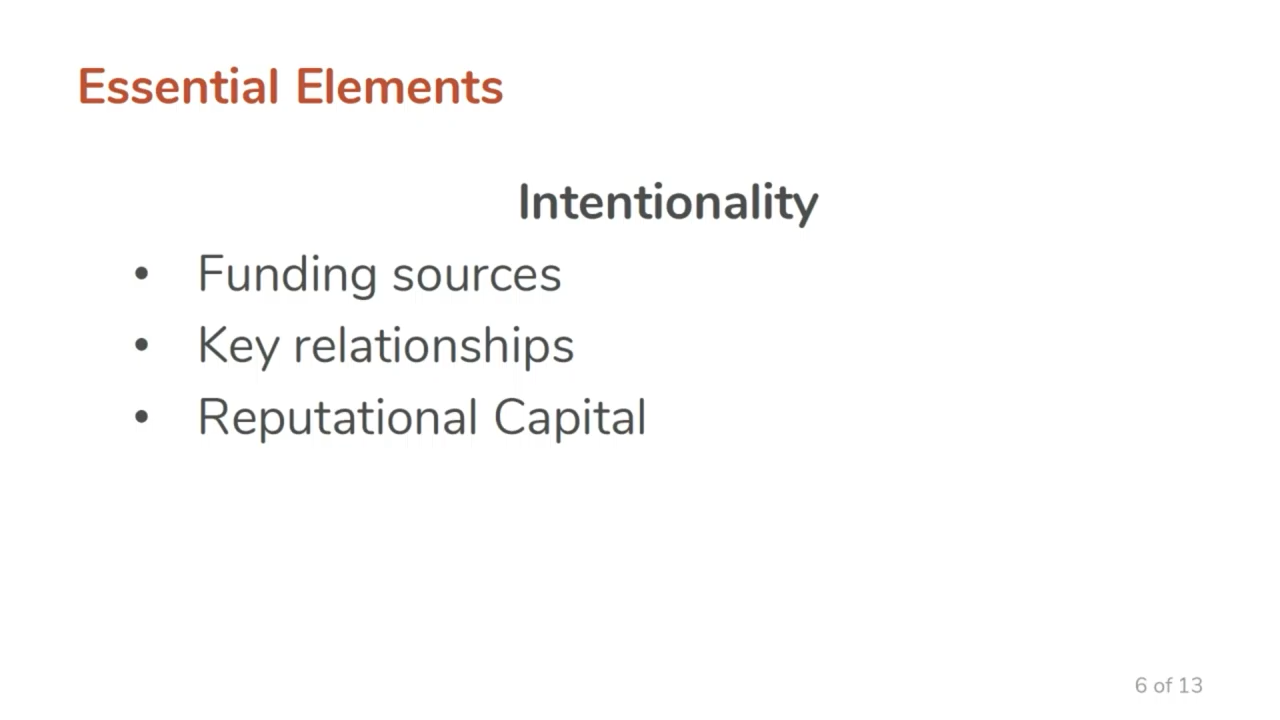 Essential Elements
Intentionality
• Funding sources
• Key relationships
• Reputational Capital
6 of 13